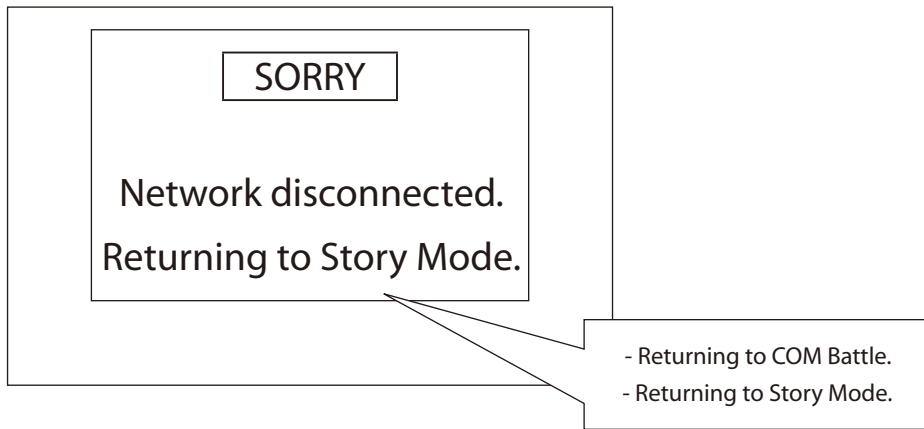 SORRY
Network disconnected.
Returning to Story Mode.
- Returning to COM Battle.
- Returning to Story Mode.